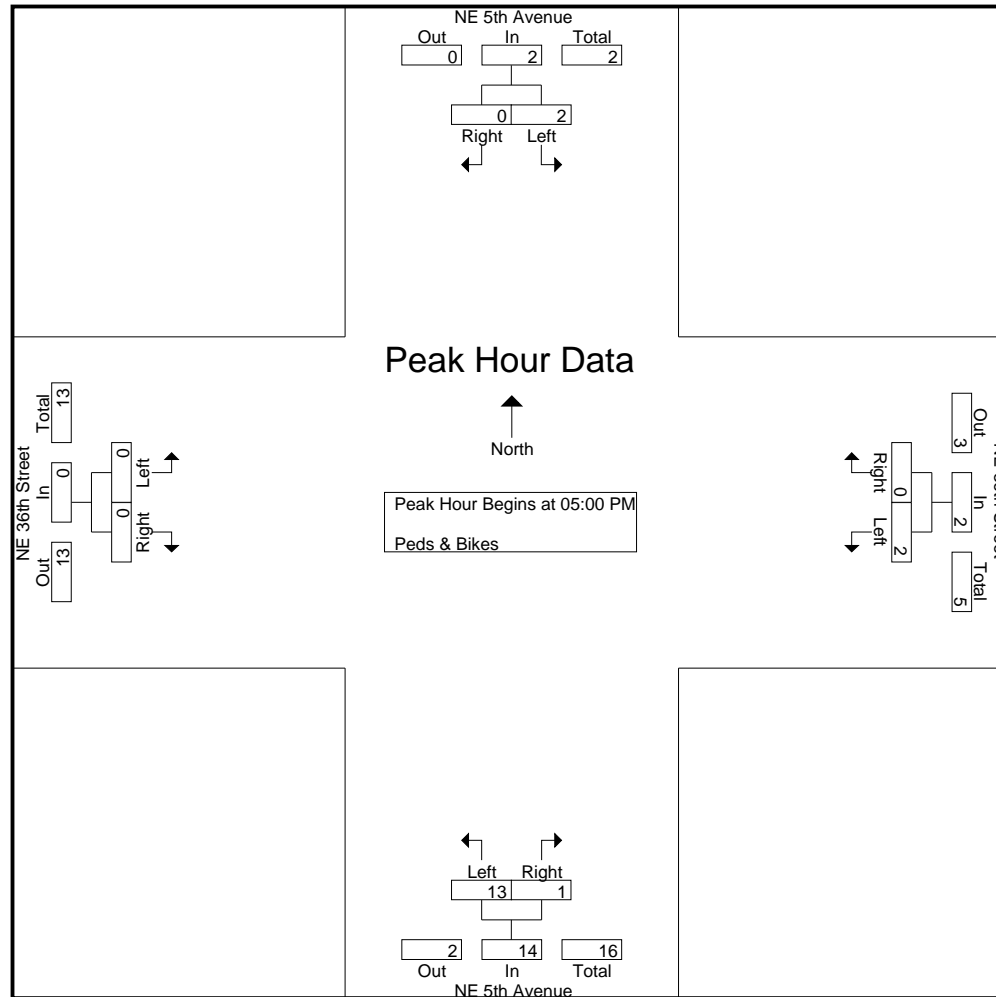 NE 5th Avenue
Out In Total
0 2 2
0 2
Right Left
Peak Hour Data
North
Peak Hour Begins at 05:00 PM
Peds & Bikes
NE 36th Street
Out In Total
13 0 13
Right Left
0 0
Right Left
0 2
Out In Total
3 2 5
Left Right
13 1
2 14 16
Out In Total
NE 5th Avenue